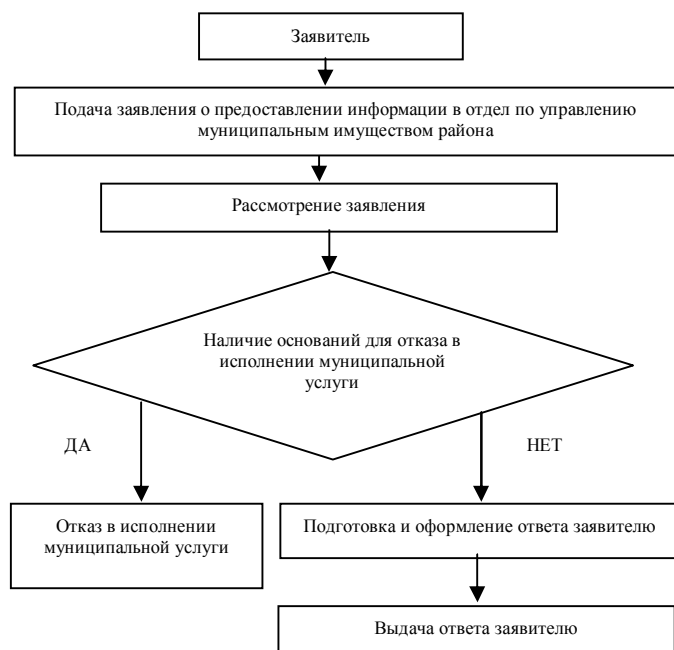 Заявитель
Подача заявления о предоставлении информации в отдел по управлению
муниципальным имуществом района
Рассмотрение заявления
Наличие оснований для отказа в
исполнении муниципальной
услуги
ДА
НЕТ
Отказ в исполнении
муниципальной услуги
Подготовка и оформление ответа заявителю
Выдача ответа заявителю